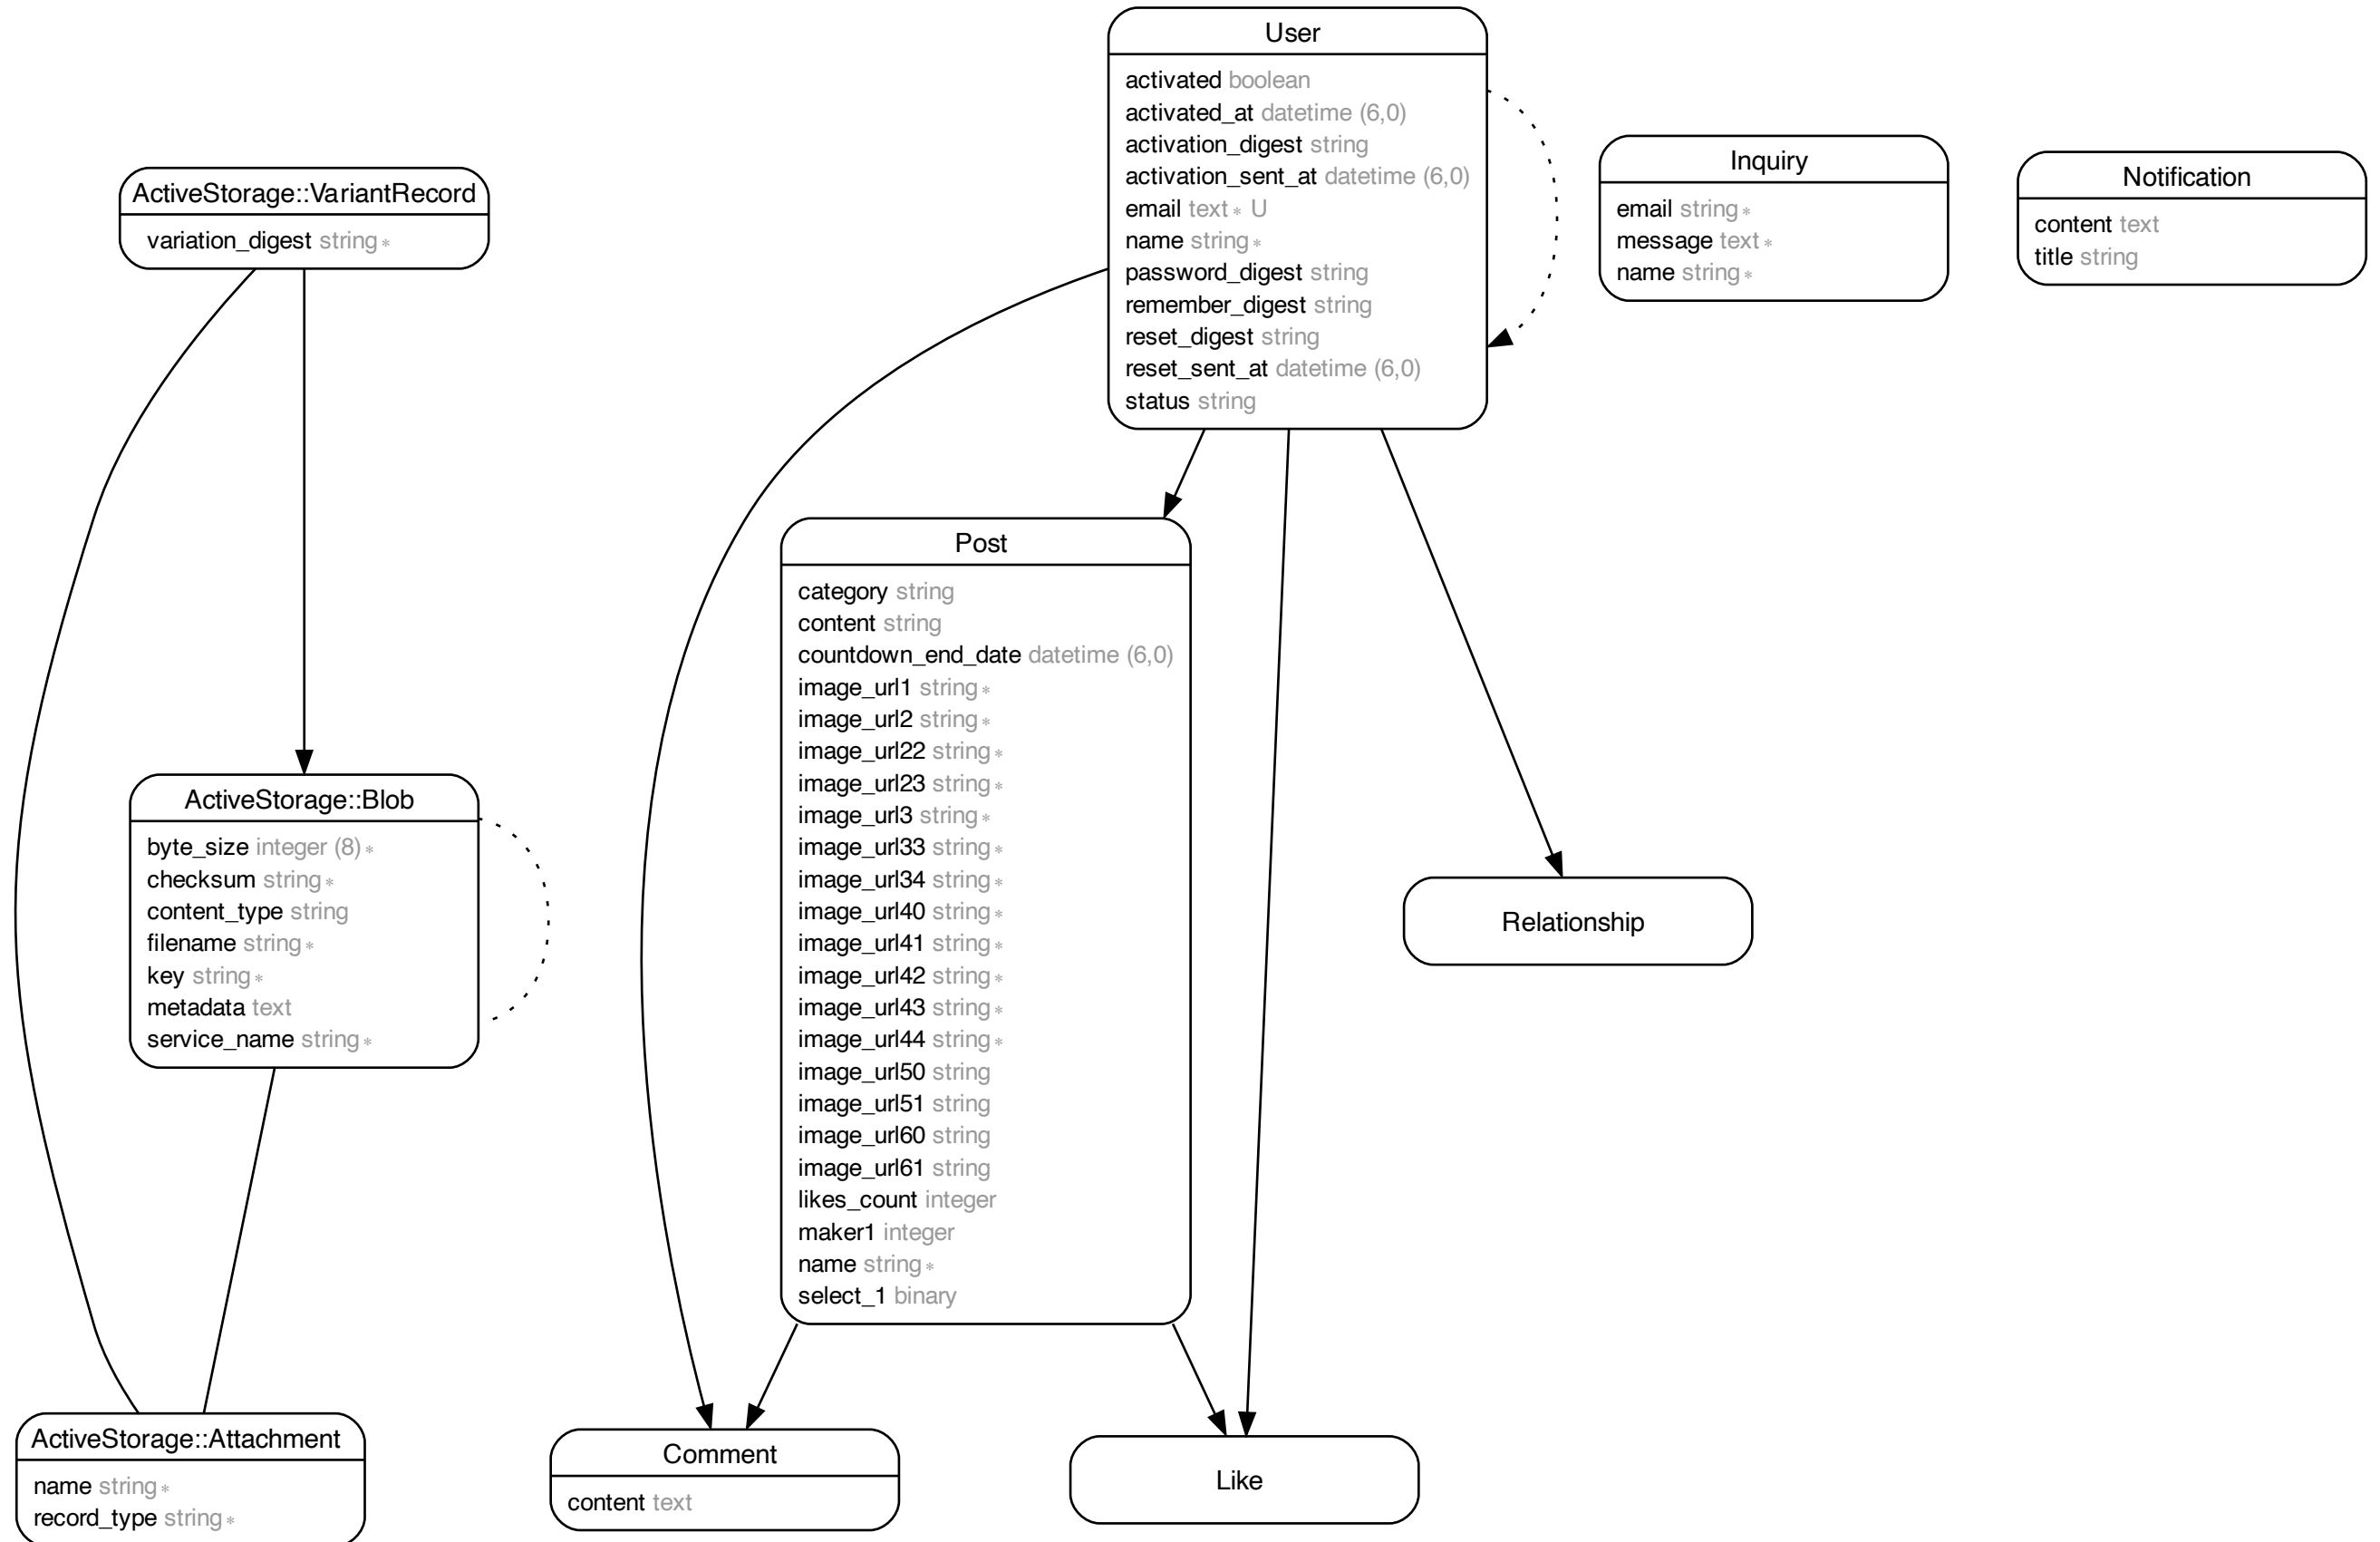 User
activated boolean
activated_at datetime (6,0)
activation_digest string
activation_sent_at datetime (6,0)
email text* U
name string*
password_digest string
remember_digest string
reset_digest string
reset_sent_at datetime (6,0)
status string
Inquiry
email string*
message text*
name string*
Notification
content text
title string
ActiveStorage::VariantRecord
variation_digest string*
Post
category string
content string
countdown_end_date datetime (6,0)
image_url1 string*
image_url2 string*
image_url22 string*
image_url23 string*
image_url3 string*
image_url33 string*
image_url34 string*
image_url40 string*
image_url41 string*
image_url42 string*
image_url43 string*
image_url44 string*
image_url50 string
image_url51 string
image_url60 string
image_url61 string
likes_count integer
maker1 integer
name string*
select_1 binary
ActiveStorage::Blob
byte_size integer (8)*
checksum string*
content_type string
filename string*
key string*
metadata text
service_name string*
Relationship
ActiveStorage::Attachment
name string*
record_type string*
Comment
content text
Like